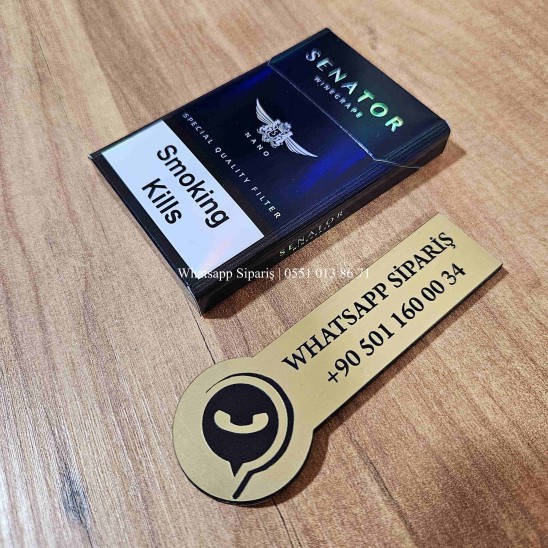 SENATOR
WINEGRAPE
NANO
SPECIAL QUALITY FILTER
Smoking
Kills
SENATOR
Whatsapp Sipariş | 0551 013 86 71
WHATSAPP SİPARİŞ
+90 501 160 00 34